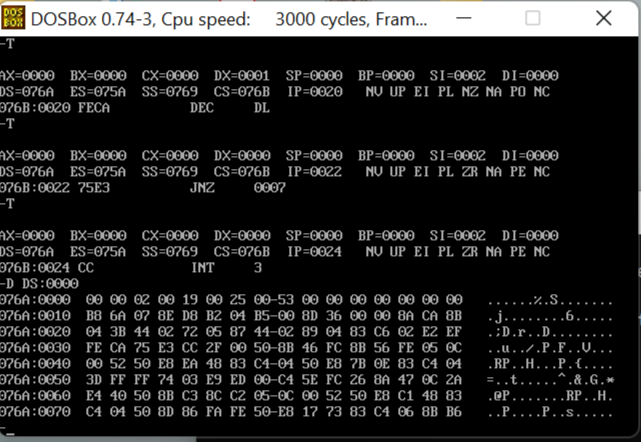 DOS
BOX
DOSBox 0.74-3, Cpu speed: 3000 cycles, Fram...
-T
AX=0000 BX=0000 CX=0000 DX=0001 SP=0000 BP=0000 SI=0002 DI=0000
DS=076A ES=075A SS=0769 CS=076B IP=0020 NV UP EI PL NZ NA PO NC
076B:0020 FECA DEC DL
-T
AX=0000 BX=0000 CX=0000 DX=0000 SP=0000 BP=0000 SI=0002 DI=0000
DS=076A ES=075A SS=0769 CS=076B IP=0022 NV UP EI PL ZR NA PE NC
076B:0022 75E3 JNZ 0007
-T
AX=0000 BX=0000 CX=0000 DX=0000 SP=0000 BP=0000 SI=0002 DI=0000
DS=076A ES=075A SS=0769 CS=076B IP=0024 NV UP EI PL ZR NA PE NC
076B:0024 CC INT 3
-D DS:0000
076A:0000 00 00 02 00 19 00 25 00-53 00 00 00 00 00 00 00 ......%.S.......
076A:0010 B8 6A 07 8E D8 B2 04 B5-00 8D 36 00 00 8A CA 8B .j........6.....
076A:0020 04 3B 44 02 72 05 87 44-02 89 04 83 C6 02 E2 EF .;D.r..D........
076A:0030 FE CA 75 E3 CC 2F 00 50-8B 46 FC 8B 56 FE 05 0C ..u../.P.F..V...
076A:0040 00 52 50 E8 EA 48 83 C4-04 50 E8 7B 0E 83 C4 04 .RP..H...P.{....
076A:0050 3D FF FF 74 03 E9 ED 00-C4 5E FC 26 8A 47 0C 2A =..t.....^.&.G.*
076A:0060 E4 40 50 8B C3 8C C2 05-0C 00 52 50 E8 C1 48 83 .@P.......RP..H.
076A:0070 C4 04 50 8D 86 FA FE 50-E8 17 73 83 C4 06 8B B6 ..P....P..s.....
-